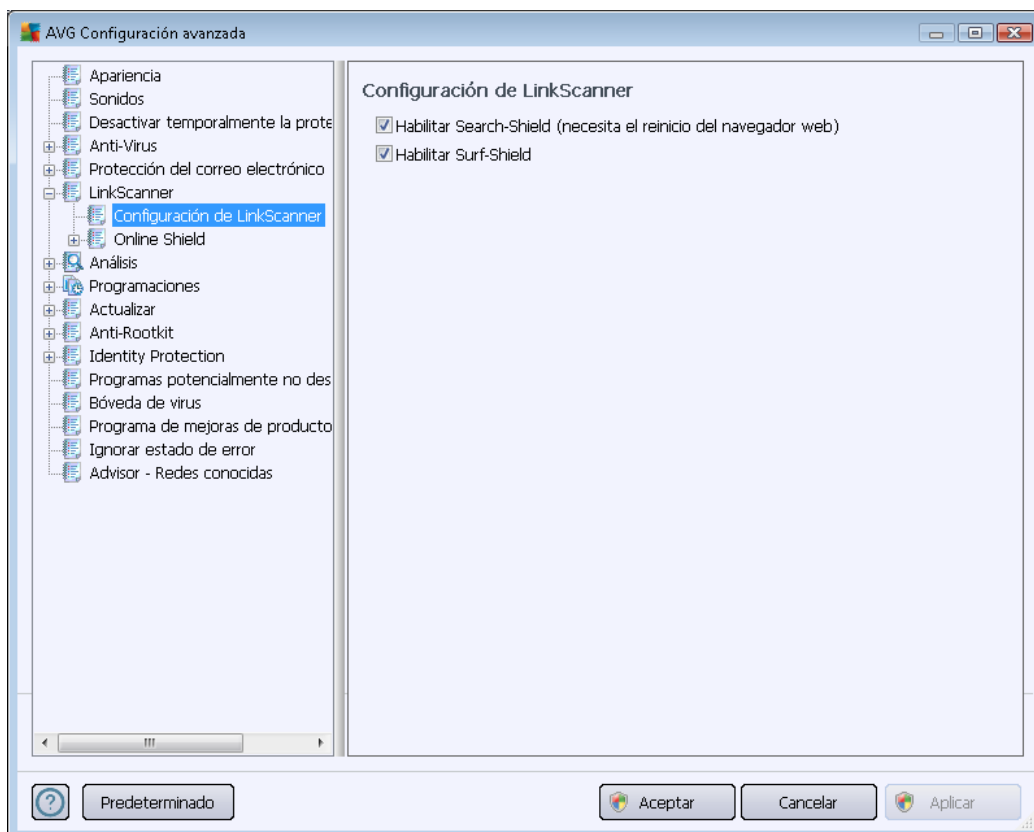 AVG Configuración avanzada
Apariencia
Sonidos
Desactivar temporalmente la prote
Anti-Virus
Protección del correo electrónico
LinkScanner
Configuración de LinkScanner
Online Shield
Análisis
Programaciones
Actualizar
Anti-Rootkit
Identity Protection
Programas potencialmente no des
Bóveda de virus
Programa de mejoras de producto
Ignorar estado de error
Advisor - Redes conocidas
Configuración de LinkScanner
Habilitar Search-Shield (necesita el reinicio del navegador web)
Habilitar Surf-Shield
Predeterminado
Aceptar
Cancelar
Aplicar